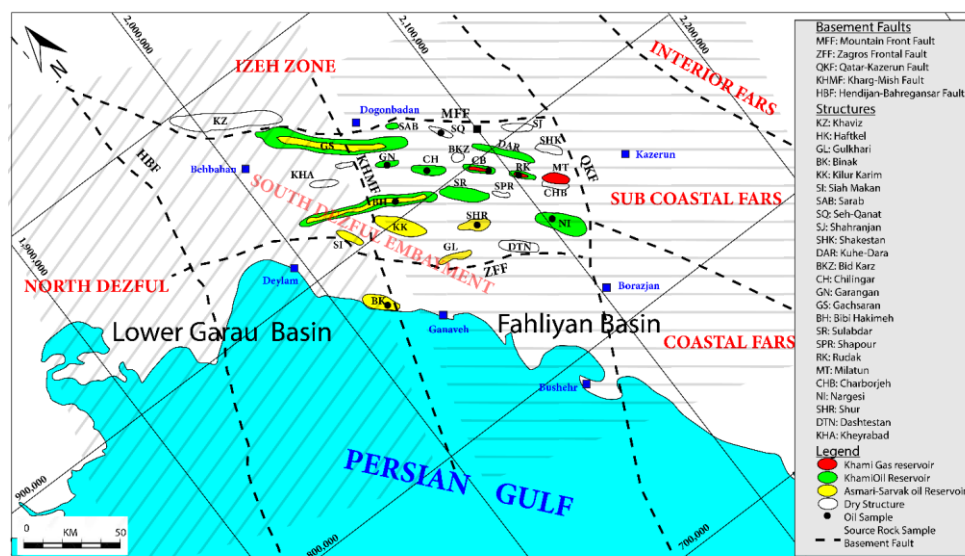 2,000,000
2,100,000
2,200,000
N
IZEH ZONE
INTERIOR FARS
Dogonbadan
MFF
KZ
SAB
SQ
SJ
SHK
GS
BKZ
DAR
Kazerun
HBF
Behbahan
KHMF
GN
CH
CB
RK
MT
QKF
KHA
SR
SPR
CHB
SUB COASTAL FARS
SOUTH DEZFUL EMBAYMENT
BH
KK
SHR
NI
SI
GL
DTN
ZFF
1,900,000
NORTH DEZFUL
Deylam
Borazjan
BK
Ganaveh
Lower Garau Basin
Fahliyan Basin
COASTAL FARS
Bushehr
PERSIAN GULF
900,000
800,000
700,000
0 KM 50
Basement Faults
MFF: Mountain Front Fault
ZFF: Zagros Frontal Fault
QKF: Qatar-Kazerun Fault
KHMF: Kharg-Mish Fault
HBF: Hendijan-Bahregansar Fault
Structures
KZ: Khaviz
HK: Haftkel
GL: Gulkhari
BK: Binak
KK: Kilur Karim
SI: Siah Makan
SAB: Sarab
SQ: Seh-Qanat
SJ: Shahranjan
SHK: Shakestan
DAR: Kuhe-Dara
BKZ: Bid Karz
CH: Chilingar
GN: Garangan
GS: Gachsaran
BH: Bibi Hakimeh
SR: Sulabdar
SPR: Shapour
RK: Rudak
MT: Milatun
CHB: Charborjeh
NI: Nargesi
SHR: Shur
DTN: Dashtestan
KHA: Kheyrabad
Legend
Khami Gas reservoir
KhamiOil Reservoir
Asmari-Sarvak oil Reservoir
Dry Structure
Oil Sample
Source Rock Sample
Basement Fault